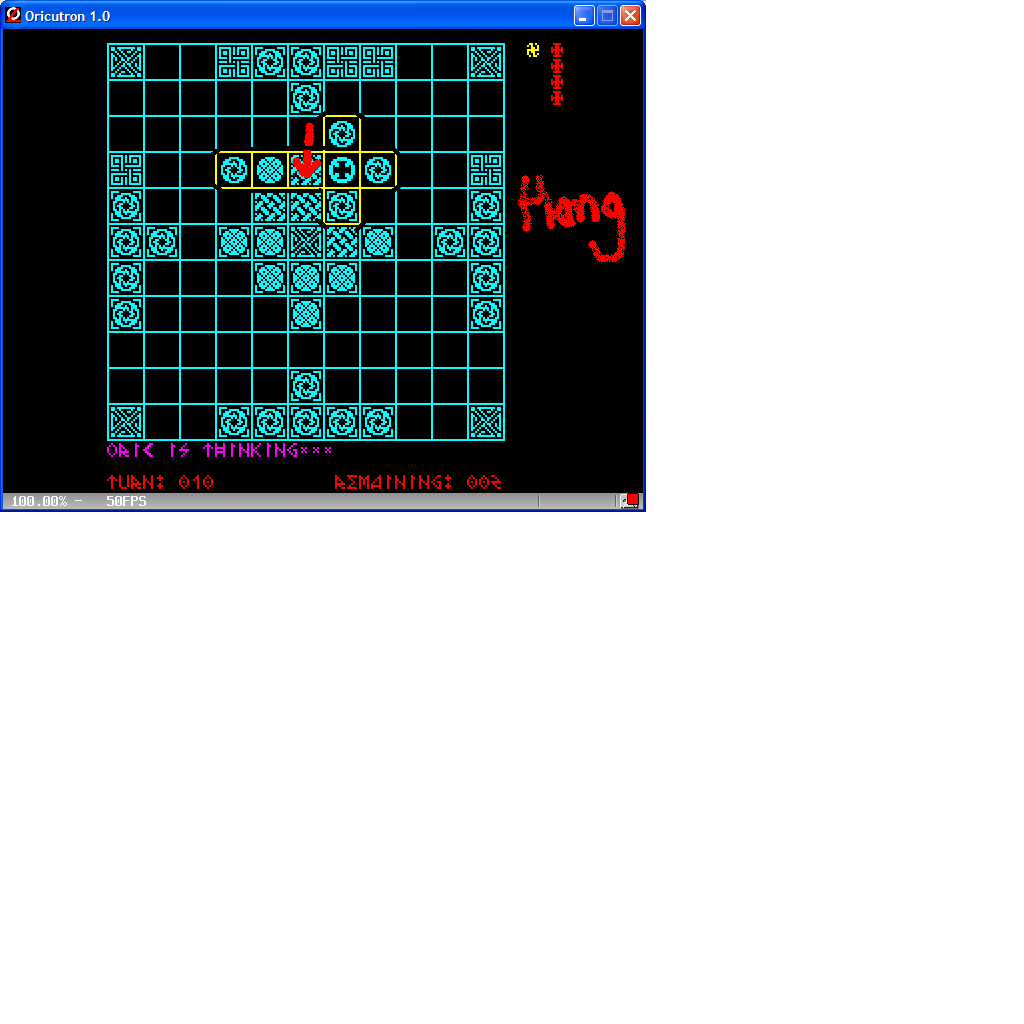 Oricutron 1.0
Hang
ORIC IS THINKING...
TURN: 010 REMAINING: 002
100.00% - 50FPS